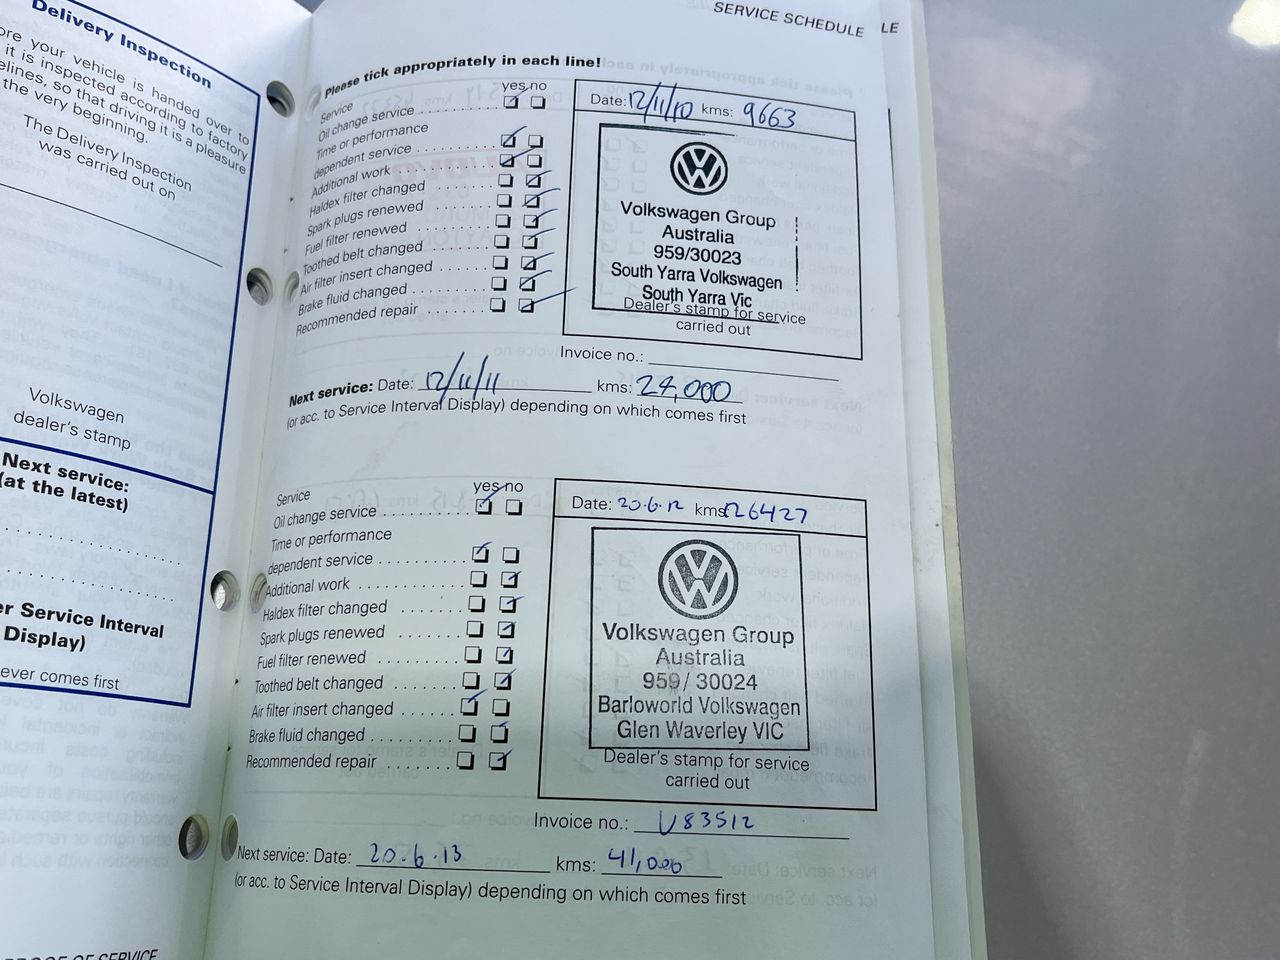 Delivery Inspection
ore your vehicle is handed over to
it is inspected according to factory
elines, so that driving it is a pleasure
the very beginning.
The Delivery Inspection
was carried out on
Volkswagen
dealer's stamp
Next service:
(at the latest)
er Service Interval
Display)
ever comes first
OF SERVICE
SERVICE SCHEDULE
LE
Please tick appropriately in each line!
yes no
Service
Oil change service
Time or performance
dependent service
Additional work
Haldex filter changed
Spark plugs renewed
Fuel filter renewed
Toothed belt changed
Air filter insert changed
Brake fluid changed
Recommended repair
Date: 12/11/10 kms: 9663
Volkswagen Group
Australia
959/30023
South Yarra Volkswagen
South Yarra Vic
Dealer's stamp for service
carried out
Invoice no.:
Next service: Date: 12/11/11 kms: 24,000
(or acc. to Service Interval Display) depending on which comes first
yes no
Service
Oil change service
Time or performance
dependent service
Additional work
Haldex filter changed
Spark plugs renewed
Fuel filter renewed
Toothed belt changed
Air filter insert changed
Brake fluid changed
Recommended repair
Date: 20.6.12 kms: 26427
Volkswagen Group
Australia
959/30024
Barloworld Volkswagen
Glen Waverley VIC
Dealer's stamp for service
carried out
Invoice no.: U83512
Next service: Date: 20.6.13 kms: 41,000
(or acc. to Service Interval Display) depending on which comes first